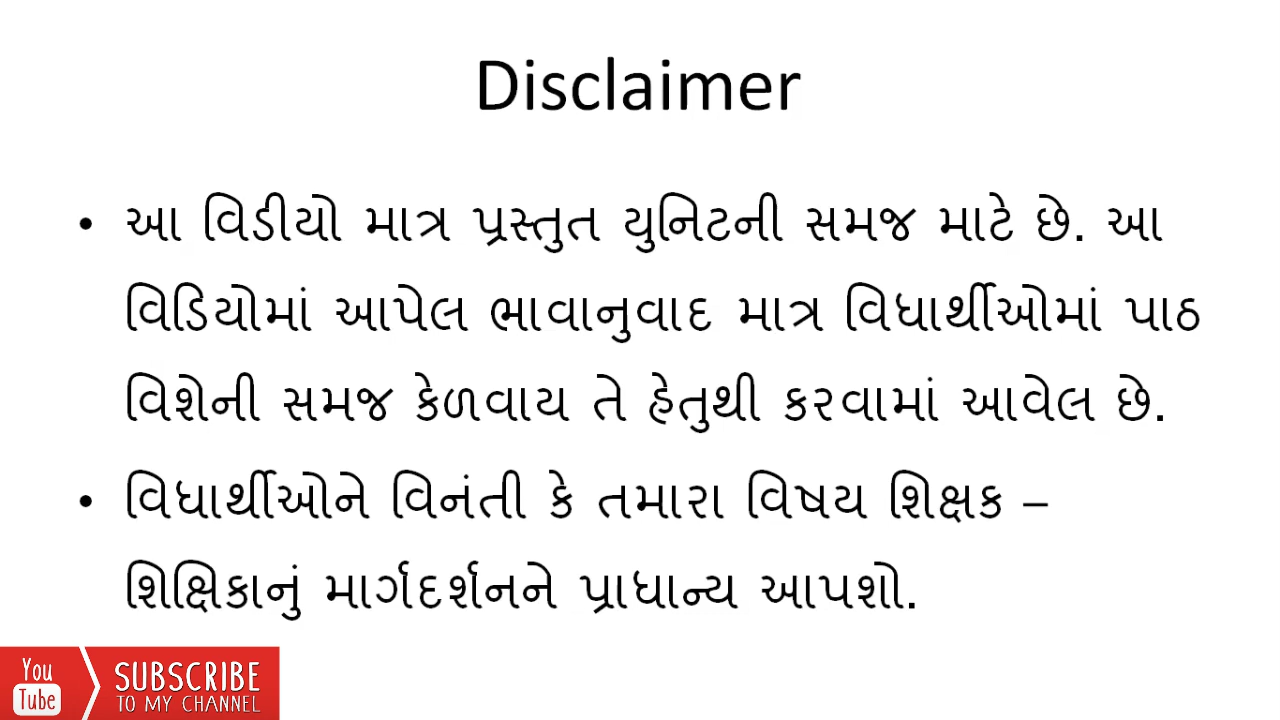 Disclaimer
• આ વિડીયો માત્ર પ્રસ્તુત યુનિટની સમજ માટે છે. આ
વિડિયોમાં આપેલ ભાવાનુવાદ માત્ર વિધાર્થીઓમાં પાઠ
વિશેની સમજ કેળવાય તે હેતુથી કરવામાં આવેલ છે.
• વિધાર્થીઓને વિનંતી કે તમારા વિષય શિક્ષક –
શિક્ષિકાનું માર્ગદર્શનને પ્રાધાન્ય આપશો.
You
Tube
SUBSCRIBE
TO MY CHANNEL